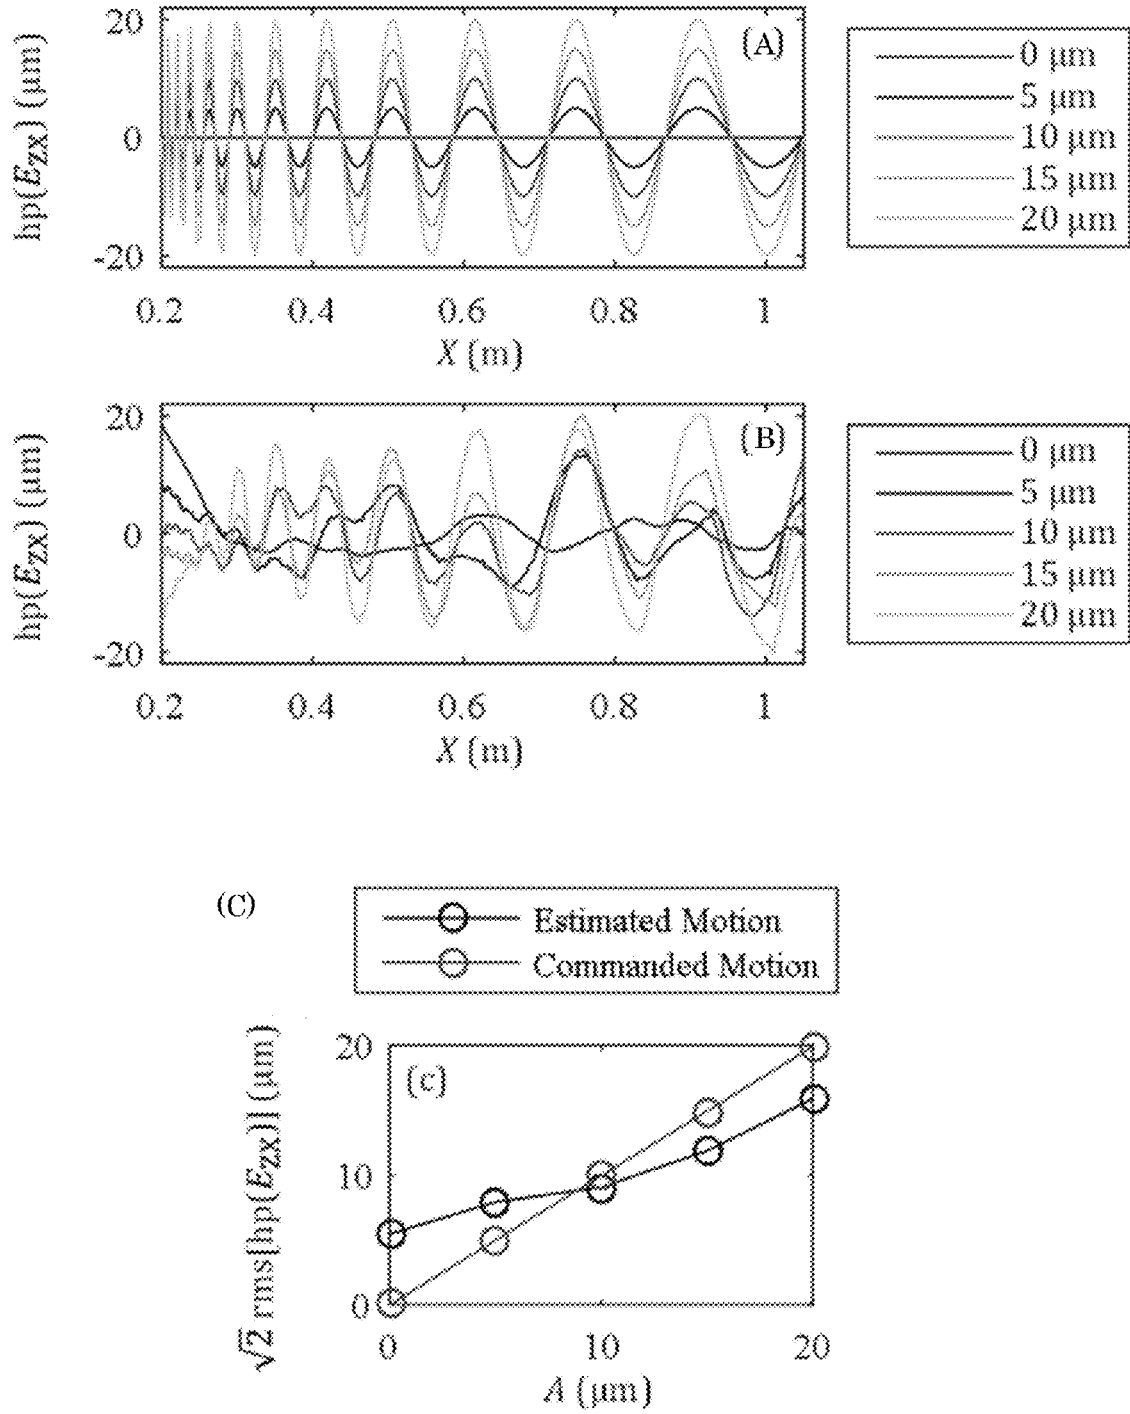 hp(E_ZX) (μm)
20
0
-20
(A)
0.2 0.4 0.6 0.8 1
X (m)
0 μm
5 μm
10 μm
15 μm
20 μm
hp(E_ZX) (μm)
20
0
-20
(B)
0.2 0.4 0.6 0.8 1
X (m)
0 μm
5 μm
10 μm
15 μm
20 μm
(C)
Estimated Motion
Commanded Motion
√2 rms[hp(E_ZX)] (μm)
20
10
0
(c)
0 10 20
A (μm)